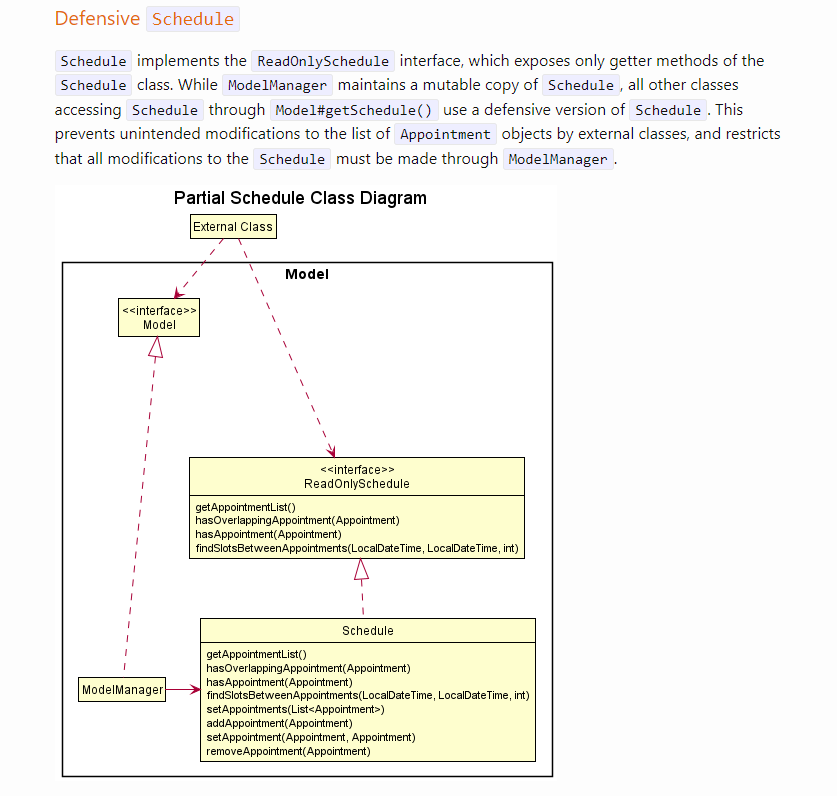 Defensive Schedule
Schedule implements the ReadOnlySchedule interface, which exposes only getter methods of the
Schedule class. While ModelManager maintains a mutable copy of Schedule, all other classes
accessing Schedule through Model#getSchedule() use a defensive version of Schedule. This
prevents unintended modifications to the list of Appointment objects by external classes, and restricts
that all modifications to the Schedule must be made through ModelManager.
Partial Schedule Class Diagram
External Class
Model
<<interface>>
Model
<<interface>>
ReadOnlySchedule
getAppointmentList()
hasOverlappingAppointment(Appointment)
hasAppointment(Appointment)
findSlotsBetweenAppointments(LocalDateTime, LocalDateTime, int)
Schedule
getAppointmentList()
hasOverlappingAppointment(Appointment)
hasAppointment(Appointment)
findSlotsBetweenAppointments(LocalDateTime, LocalDateTime, int)
setAppointments(List<Appointment>)
addAppointment(Appointment)
setAppointment(Appointment, Appointment)
removeAppointment(Appointment)
ModelManager